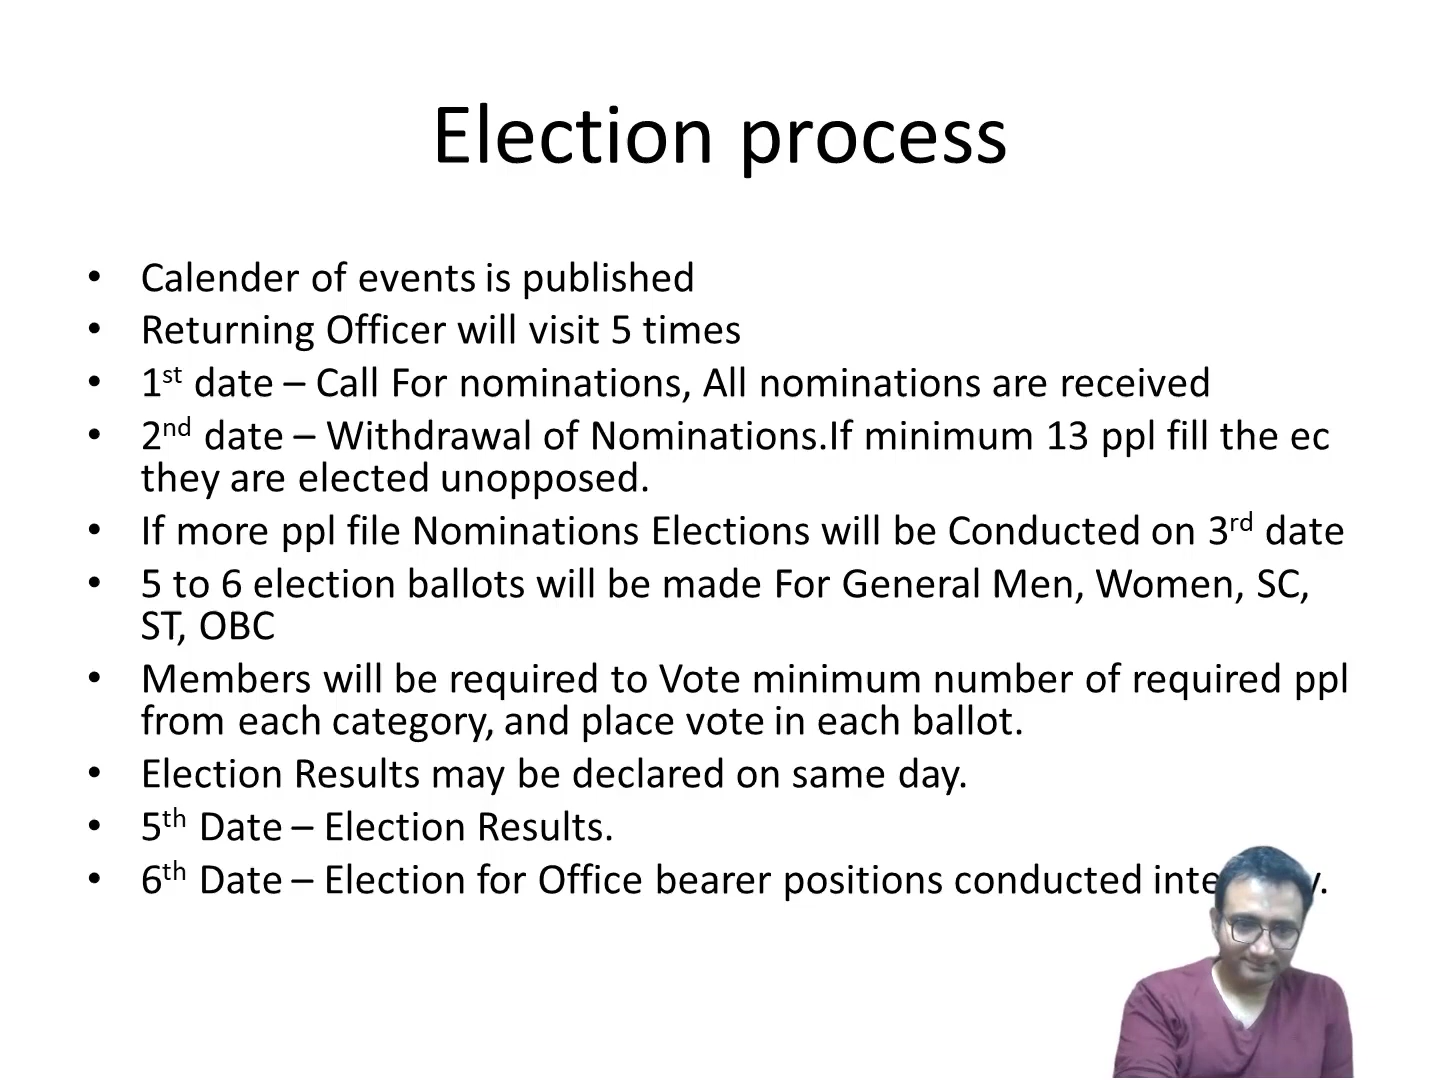 Election process
• Calender of events is published
• Returning Officer will visit 5 times
• 1st date – Call For nominations, All nominations are received
• 2nd date – Withdrawal of Nominations.If minimum 13 ppl fill the ec
they are elected unopposed.
• If more ppl file Nominations Elections will be Conducted on 3rd date
• 5 to 6 election ballots will be made For General Men, Women, SC,
ST, OBC
• Members will be required to Vote minimum number of required ppl
from each category, and place vote in each ballot.
• Election Results may be declared on same day.
• 5th Date – Election Results.
• 6th Date – Election for Office bearer positions conducted